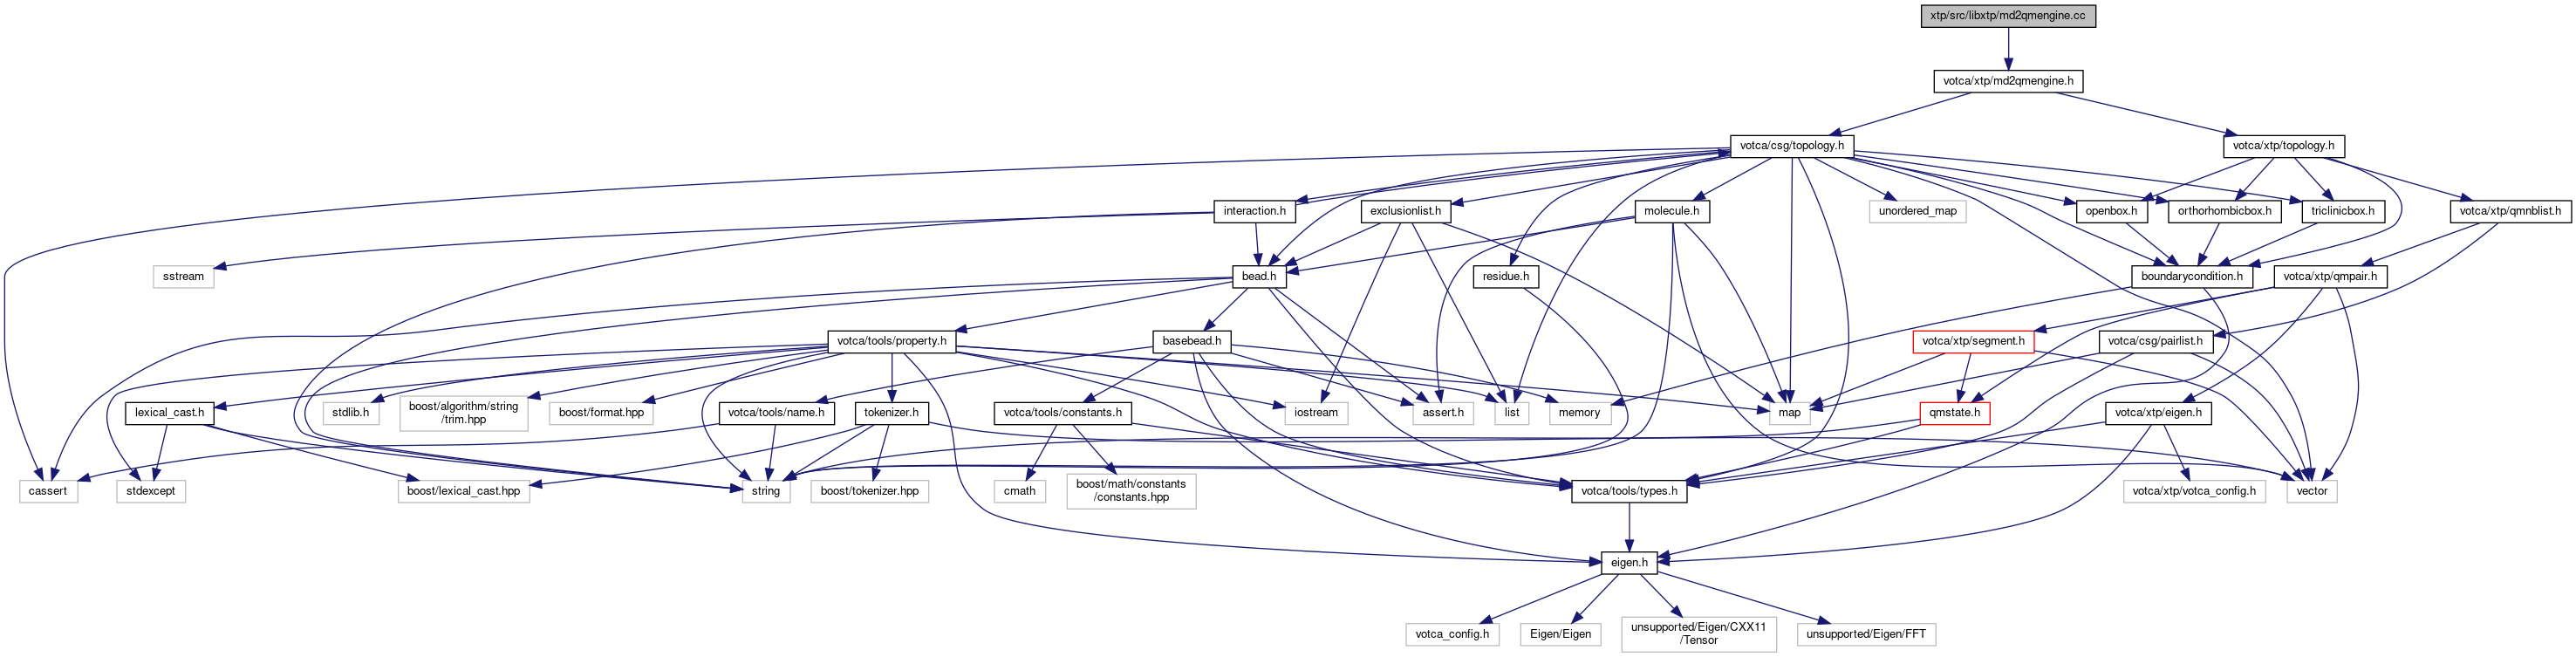 xtp/src/libxtp/md2qmengine.cc
votca/xtp/md2qmengine.h
votca/csg/topology.h
votca/xtp/topology.h
interaction.h
exclusionlist.h
molecule.h
unordered_map
openbox.h
orthorhombicbox.h
triclinicbox.h
votca/xtp/qmnblist.h
sstream
bead.h
residue.h
boundarycondition.h
votca/xtp/qmpair.h
votca/tools/property.h
basebead.h
votca/xtp/segment.h
votca/csg/pairlist.h
lexical_cast.h
stdlib.h
boost/algorithm/string
/trim.hpp
boost/format.hpp
votca/tools/name.h
tokenizer.h
votca/tools/constants.h
iostream
assert.h
list
memory
map
qmstate.h
votca/xtp/eigen.h
cassert
stdexcept
boost/lexical_cast.hpp
string
boost/tokenizer.hpp
cmath
boost/math/constants
/constants.hpp
votca/tools/types.h
votca/xtp/votca_config.h
vector
eigen.h
votca_config.h
Eigen/Eigen
unsupported/Eigen/CXX11
/Tensor
unsupported/Eigen/FFT